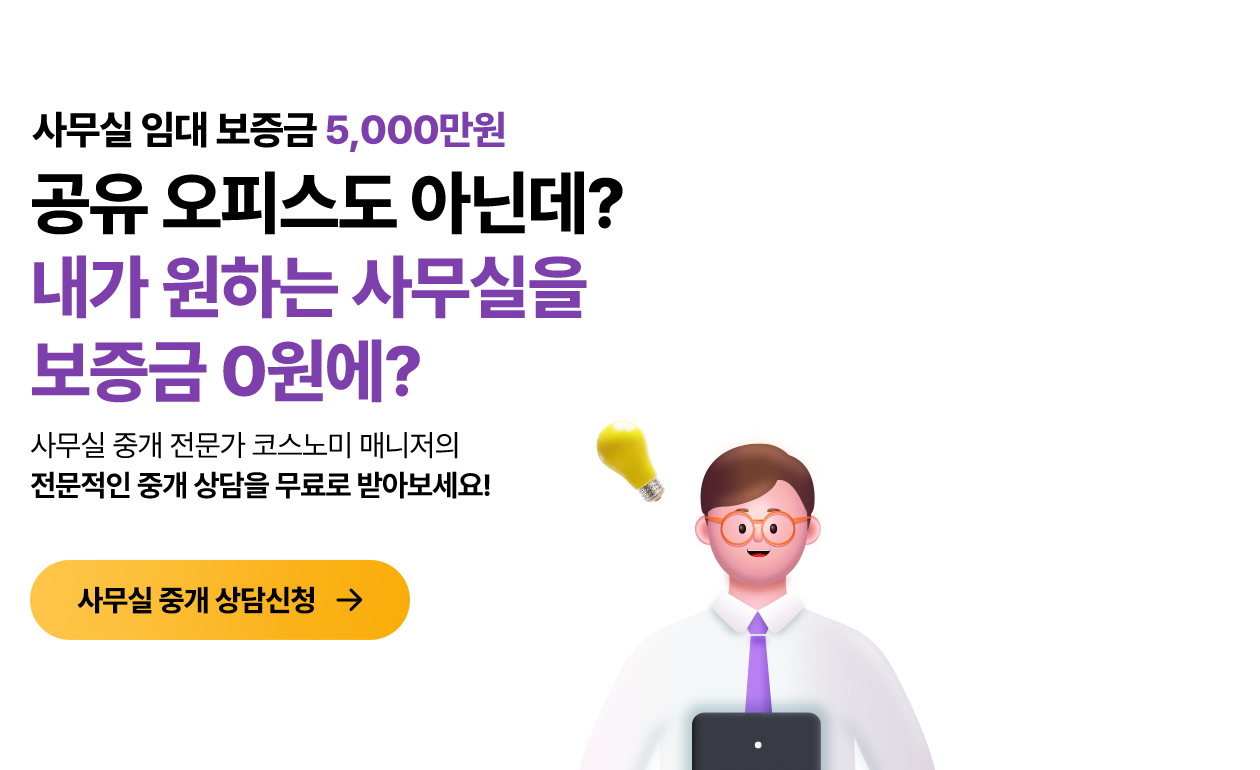 사무실 임대 보증금 5,000만원
공유 오피스도 아닌데?
내가 원하는 사무실을
보증금 0원에?
사무실 중개 전문가 코스노미 매니저의
전문적인 중개 상담을 무료로 받아보세요!
사무실 중개 상담신청 →